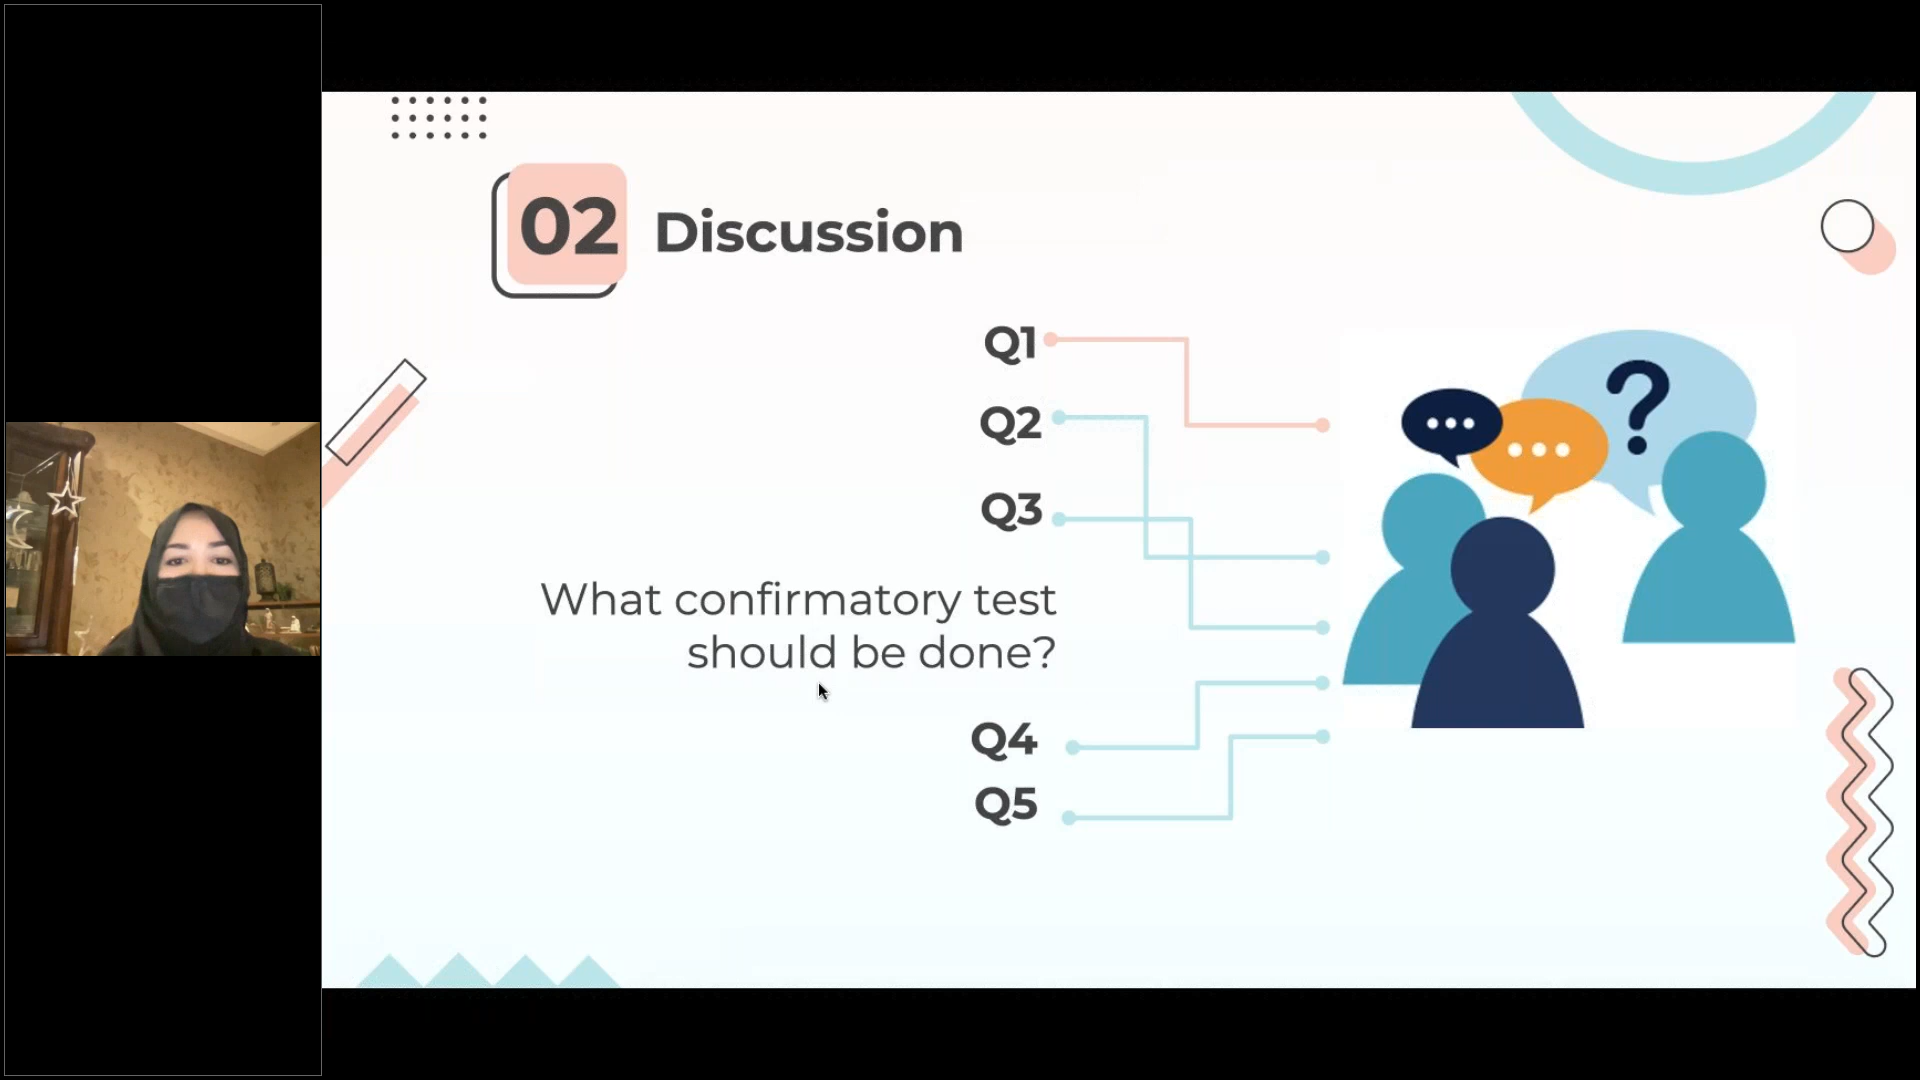 02 Discussion
Q1
Q2
Q3
What confirmatory test
should be done?
Q4
Q5